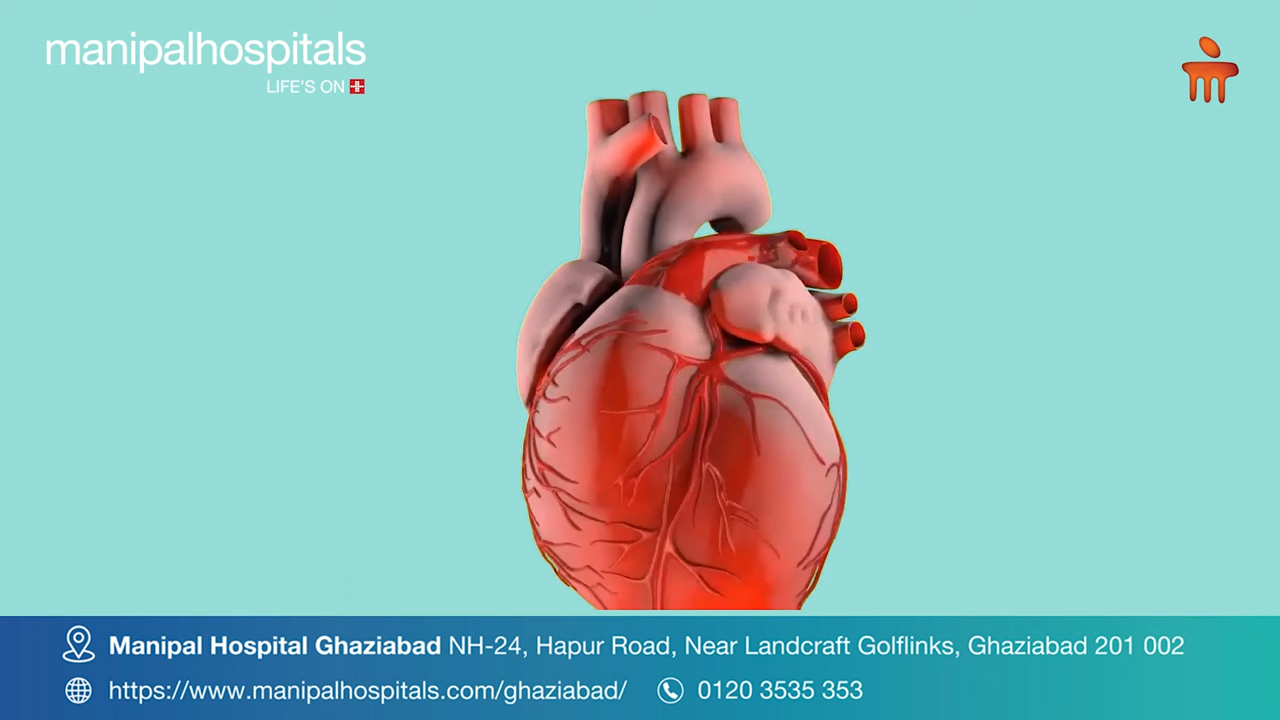 manipalhospitals
LIFE'S ON
Manipal Hospital Ghaziabad NH-24, Hapur Road, Near Landcraft Golflinks, Ghaziabad 201 002
https://www.manipalhospitals.com/ghaziabad/ 0120 3535 353